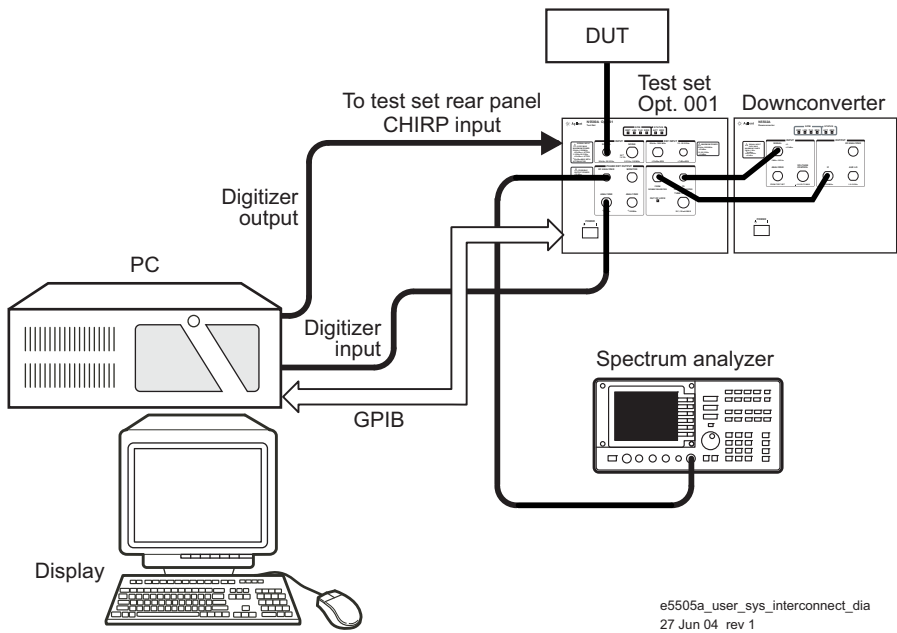 DUT
Test set
Opt. 001
Downconverter
To test set rear panel
CHIRP input
Digitizer
output
PC
Digitizer
input
GPIB
Spectrum analyzer
Display
e5505a_user_sys_interconnect_dia
27 Jun 04 rev 1